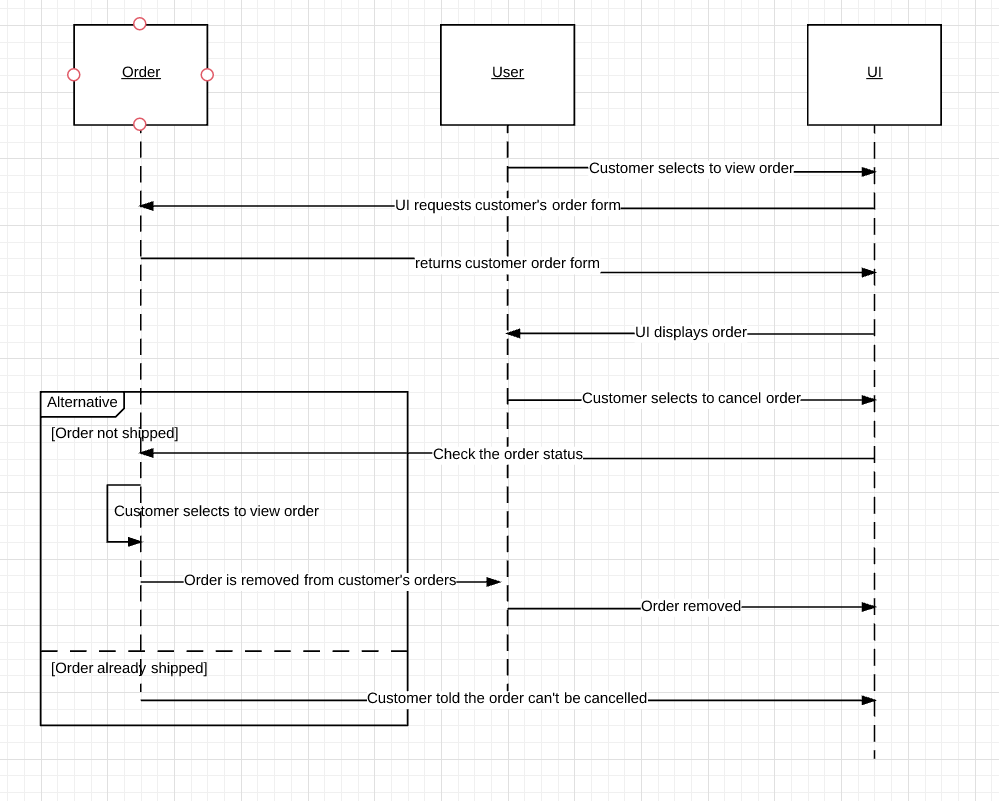 Order
User
UI
Customer selects to view order
UI requests customer's order form
returns customer order form
UI displays order
Customer selects to cancel order
Alternative
[Order not shipped]
Check the order status
Customer selects to view order
Order is removed from customer's orders
Order removed
[Order already shipped]
Customer told the order can't be cancelled